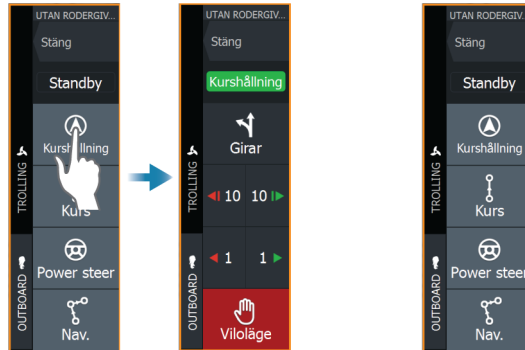 UTAN RODERGIV...
Stäng
Standby
Kurshållning
Kurs
Power steer
Nav.
TROLLING
OUTBOARD
UTAN RODERGIV...
Stäng
Kurshållning
Girar
10 10
1 1
Viloläge
TROLLING
OUTBOARD
UTAN RODERGIV
Stäng
Standby
Kurshållning
Kurs
Power steer
Nav.
TROLLING
OUTBOARD